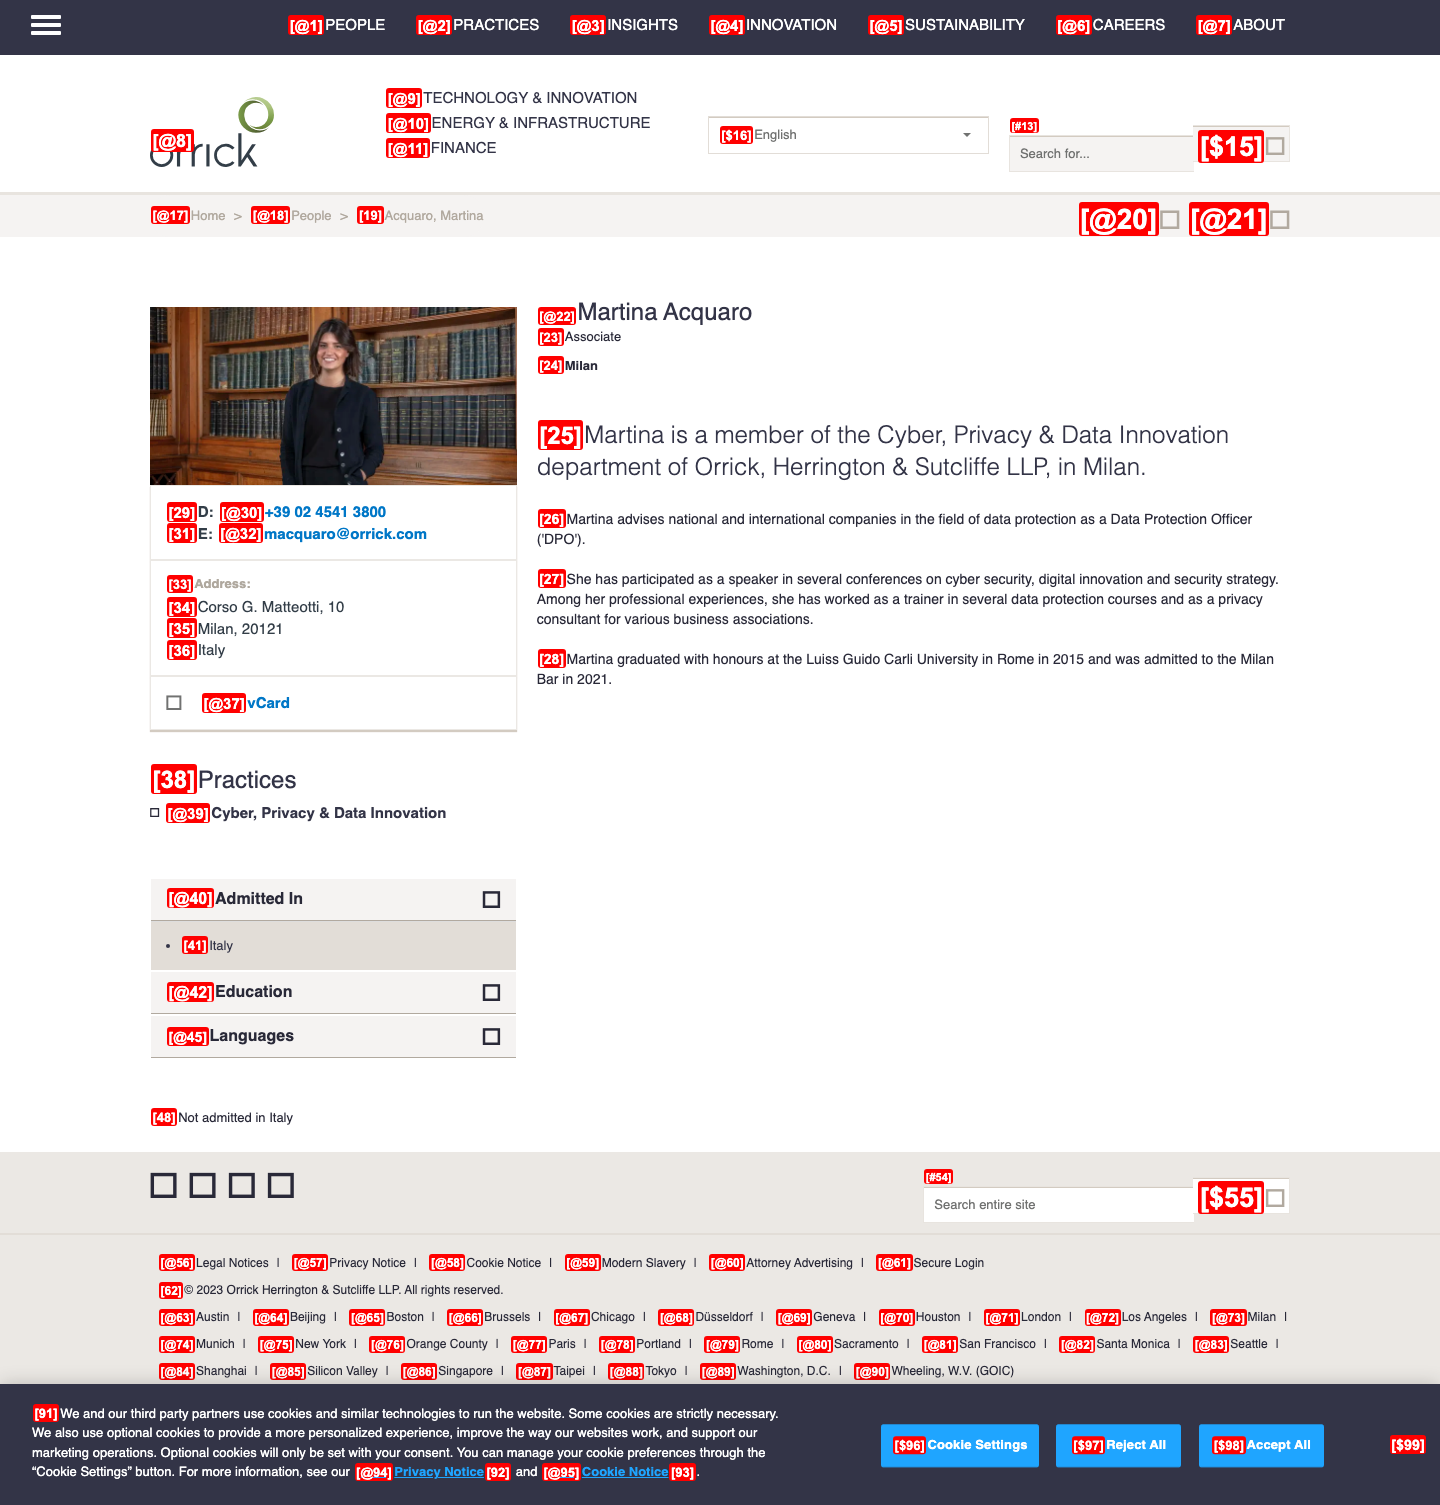 [@1] PEOPLE [@2] PRACTICES [@3] INSIGHTS [@4] INNOVATION [@5] SUSTAINABILITY [@6] CAREERS [@7] ABOUT
[@8] orrick
[@9] TECHNOLOGY & INNOVATION
[@10] ENERGY & INFRASTRUCTURE
[@11] FINANCE
[$16] English
[#13]
Search for...
[$15]
[@17] Home > [@18] People > [19] Acquaro, Martina
[@20] [@21]
[@22] Martina Acquaro
[23] Associate
[24] Milan
[25] Martina is a member of the Cyber, Privacy & Data Innovation
department of Orrick, Herrington & Sutcliffe LLP, in Milan.
[26] Martina advises national and international companies in the field of data protection as a Data Protection Officer
('DPO').
[27] She has participated as a speaker in several conferences on cyber security, digital innovation and security strategy.
Among her professional experiences, she has worked as a trainer in several data protection courses and as a privacy
consultant for various business associations.
[28] Martina graduated with honours at the Luiss Guido Carli University in Rome in 2015 and was admitted to the Milan
Bar in 2021.
[29] D: [@30] +39 02 4541 3800
[31] E: [@32] macquaro@orrick.com
[33] Address:
[34] Corso G. Matteotti, 10
[35] Milan, 20121
[36] Italy
[@37] vCard
[38] Practices
[@39] Cyber, Privacy & Data Innovation
[@40] Admitted In
• [41] Italy
[@42] Education
[@45] Languages
[48] Not admitted in Italy
[#54]
Search entire site
[$55]
[@56] Legal Notices | [@57] Privacy Notice | [@58] Cookie Notice | [@59] Modern Slavery | [@60] Attorney Advertising | [@61] Secure Login
[62] © 2023 Orrick Herrington & Sutcliffe LLP. All rights reserved.
[@63] Austin | [@64] Beijing | [@65] Boston | [@66] Brussels | [@67] Chicago | [@68] Düsseldorf | [@69] Geneva | [@70] Houston | [@71] London | [@72] Los Angeles | [@73] Milan |
[@74] Munich | [@75] New York | [@76] Orange County | [@77] Paris | [@78] Portland | [@79] Rome | [@80] Sacramento | [@81] San Francisco | [@82] Santa Monica | [@83] Seattle |
[@84] Shanghai | [@85] Silicon Valley | [@86] Singapore | [@87] Taipei | [@88] Tokyo | [@89] Washington, D.C. | [@90] Wheeling, W.V. (GOIC)
[91] We and our third party partners use cookies and similar technologies to run the website. Some cookies are strictly necessary.
We also use optional cookies to provide a more personalized experience, improve the way our websites work, and support our
marketing operations. Optional cookies will only be set with your consent. You can manage your cookie preferences through the
“Cookie Settings” button. For more information, see our [@94] Privacy Notice [92] and [@95] Cookie Notice [93] .
[$96] Cookie Settings [$97] Reject All [$98] Accept All [$99]